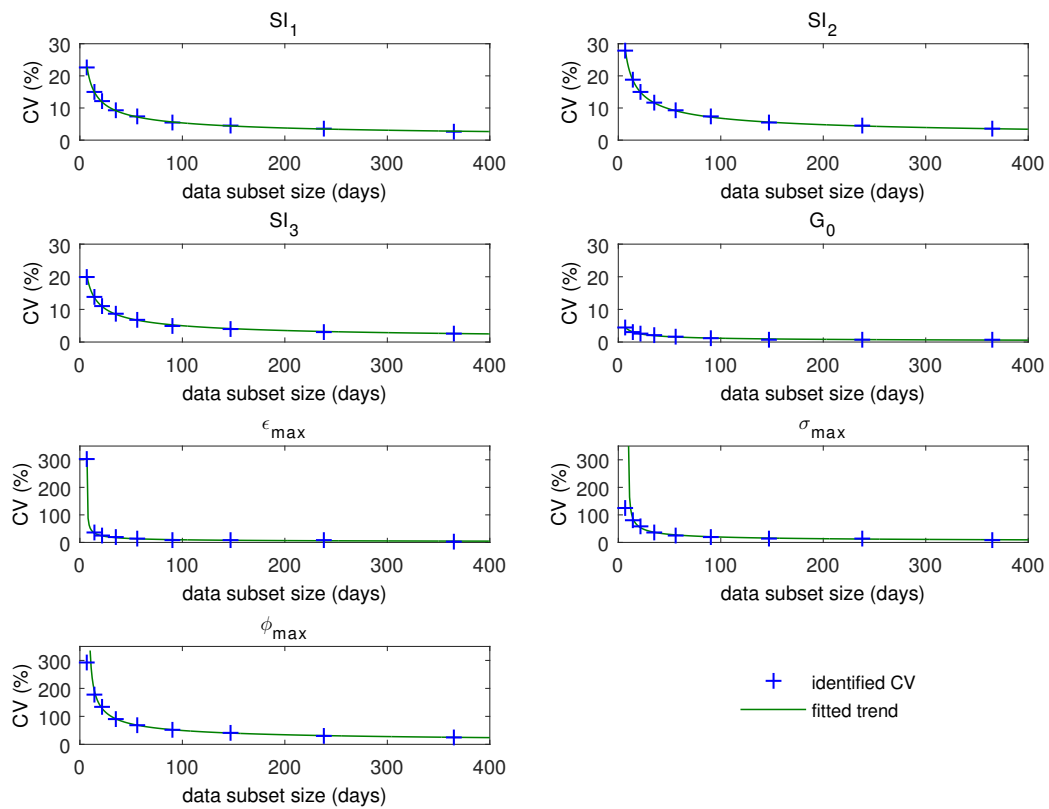 SI1
SI2
30
20
10
0
CV (%)
0 100 200 300 400
data subset size (days)
30
20
10
0
CV (%)
0 100 200 300 400
data subset size (days)
SI3
G0
30
20
10
0
CV (%)
0 100 200 300 400
data subset size (days)
30
20
10
0
CV (%)
0 100 200 300 400
data subset size (days)
ϵmax
σmax
300
200
100
0
CV (%)
0 100 200 300 400
data subset size (days)
300
200
100
0
CV (%)
0 100 200 300 400
data subset size (days)
ϕmax
300
200
100
0
CV (%)
0 100 200 300 400
data subset size (days)
identified CV
fitted trend